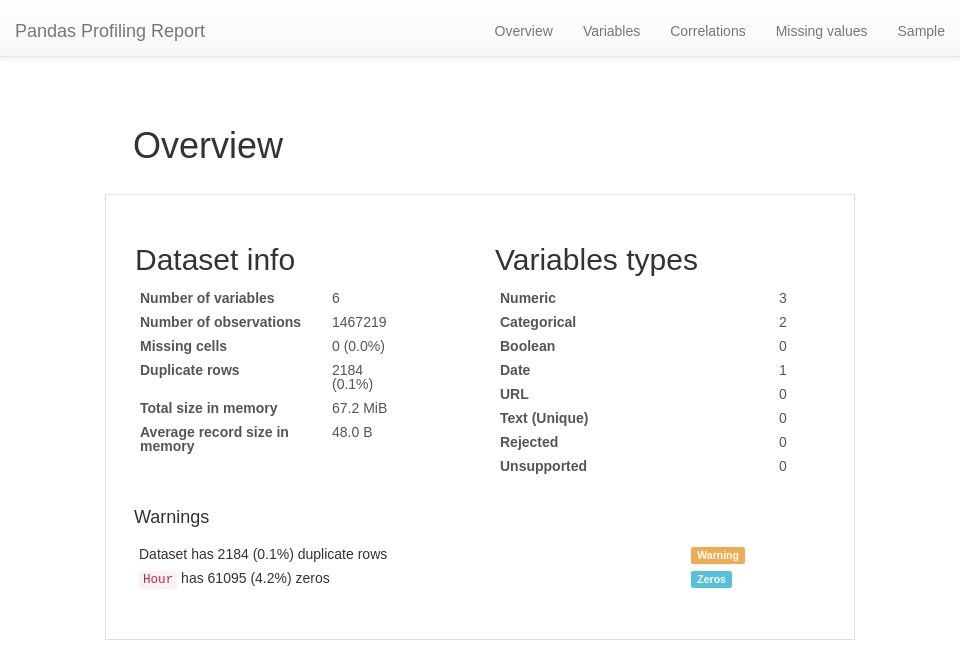 Pandas Profiling Report
Overview Variables Correlations Missing values Sample
Overview
Dataset info
Number of variables 6
Number of observations 1467219
Missing cells 0 (0.0%)
Duplicate rows 2184
(0.1%)
Total size in memory 67.2 MiB
Average record size in 48.0 B
memory
Variables types
Numeric 3
Categorical 2
Boolean 0
Date 1
URL 0
Text (Unique) 0
Rejected 0
Unsupported 0
Warnings
Dataset has 2184 (0.1%) duplicate rows Warning
Hour has 61095 (4.2%) zeros Zeros